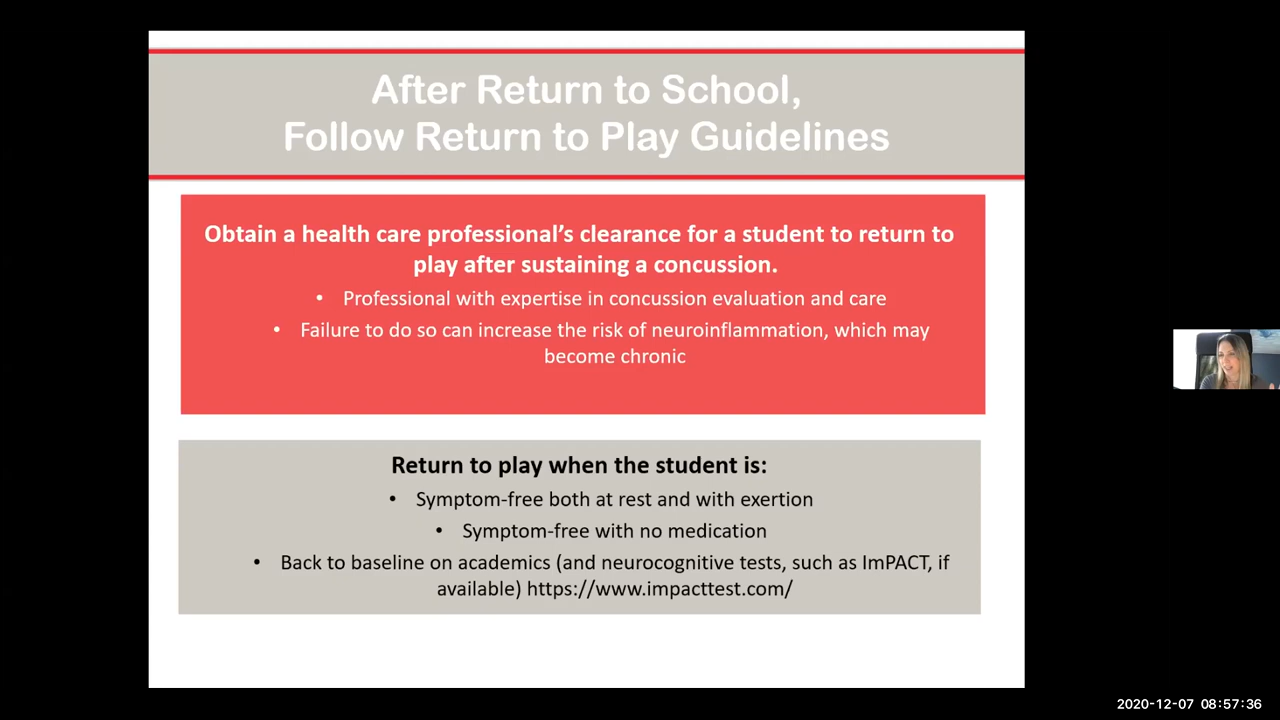 After Return to School,
Follow Return to Play Guidelines
Obtain a health care professional’s clearance for a student to return to
play after sustaining a concussion.
• Professional with expertise in concussion evaluation and care
• Failure to do so can increase the risk of neuroinflammation, which may
become chronic
Return to play when the student is:
• Symptom-free both at rest and with exertion
• Symptom-free with no medication
• Back to baseline on academics (and neurocognitive tests, such as ImPACT, if
available) https://www.impacttest.com/
2020-12-07 08:57:36